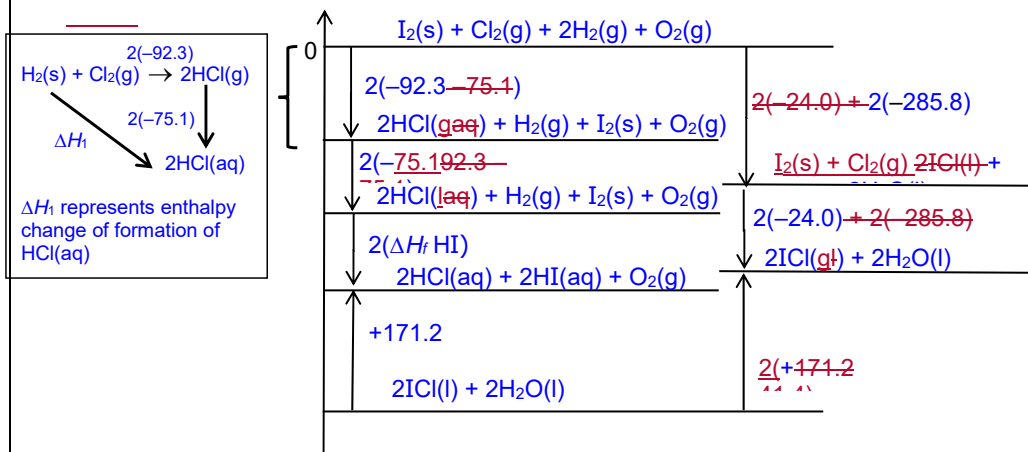 2(–92.3)
H₂(s) + Cl₂(g) → 2HCl(g)
2(–75.1)
ΔH₁
2HCl(aq)
ΔH₁ represents enthalpy
change of formation of
HCl(aq)
0
I₂(s) + Cl₂(g) + 2H₂(g) + O₂(g)
2(–92.3 –75.1)
2HCl(gaq) + H₂(g) + I₂(s) + O₂(g)
2(–75.192.3 –
2HCl(laq) + H₂(g) + I₂(s) + O₂(g)
2(ΔHf HI)
2HCl(aq) + 2HI(aq) + O₂(g)
+171.2
2ICl(l) + 2H₂O(l)
2(–24.0) + 2(–285.8)
I₂(s) + Cl₂(g) 2ICl(l) +
2(–24.0) + 2(–285.8)
2ICl(gl) + 2H₂O(l)
2(+171.2